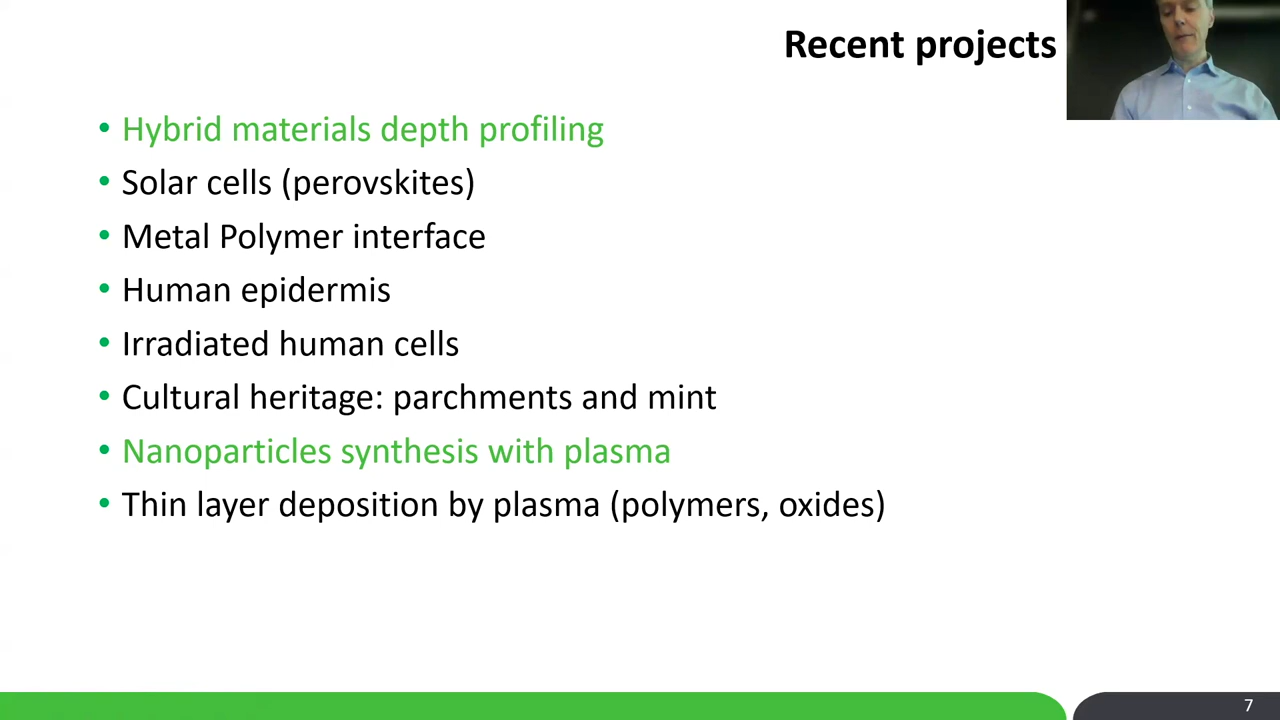 Recent projects
• Hybrid materials depth profiling
• Solar cells (perovskites)
• Metal Polymer interface
• Human epidermis
• Irradiated human cells
• Cultural heritage: parchments and mint
• Nanoparticles synthesis with plasma
• Thin layer deposition by plasma (polymers, oxides)
7